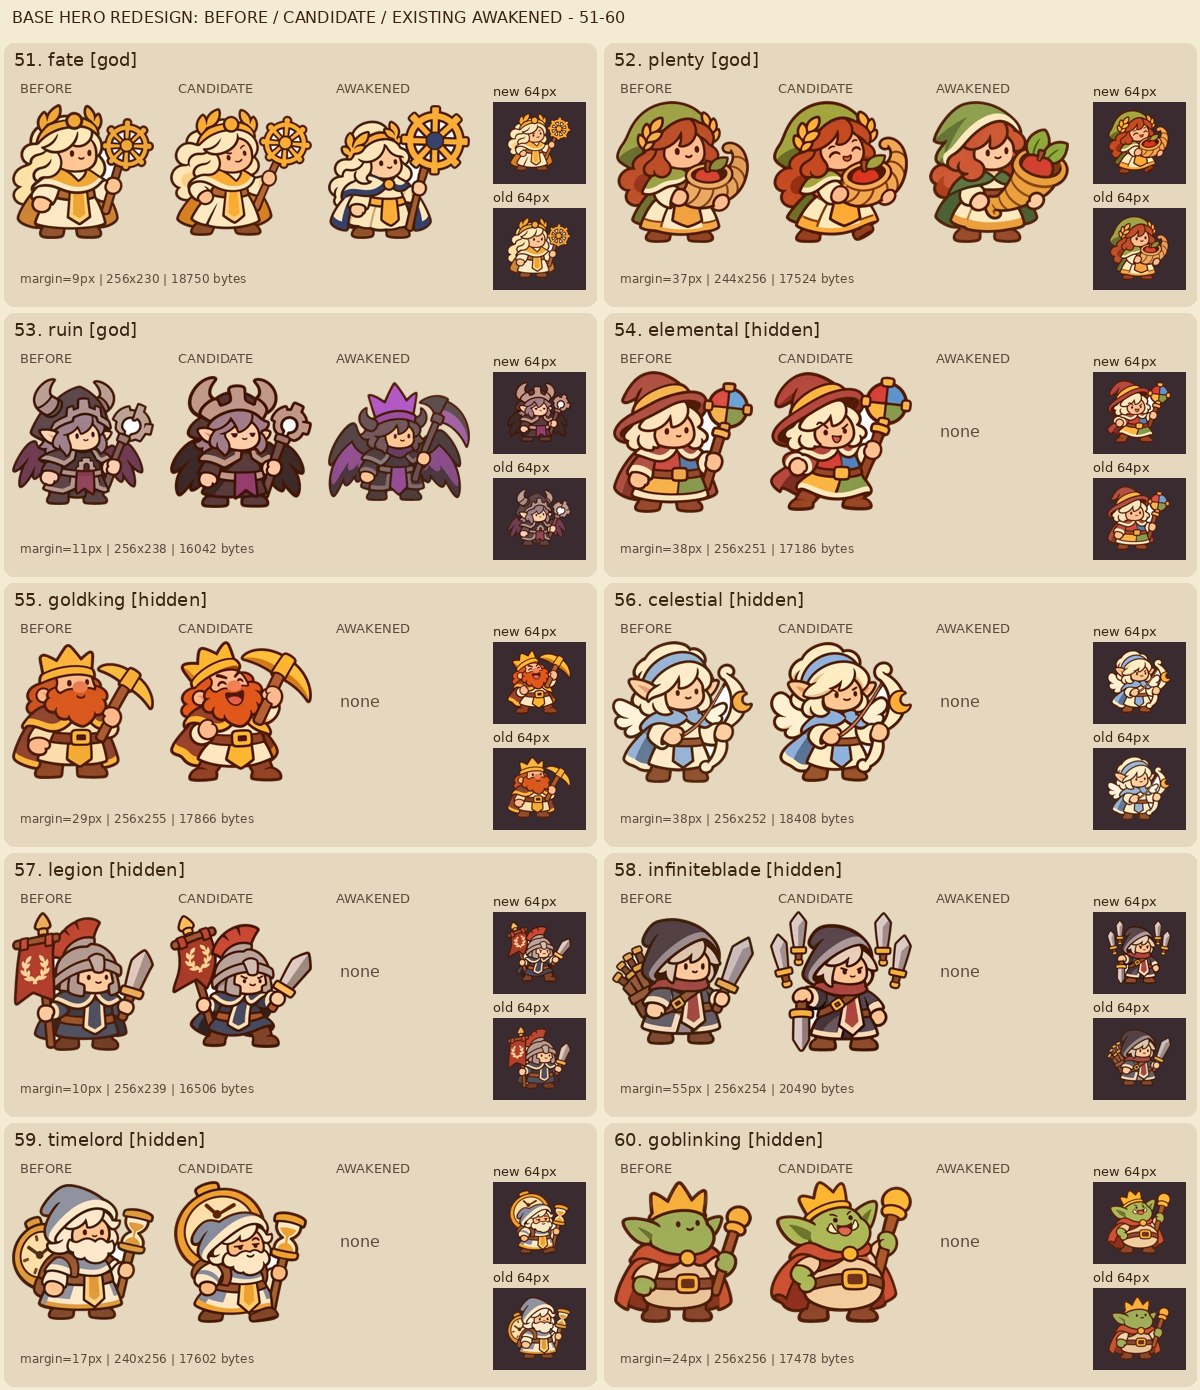 BASE HERO REDESIGN: BEFORE / CANDIDATE / EXISTING AWAKENED - 51-60
51. fate [god]
BEFORE
CANDIDATE
AWAKENED
new 64px
old 64px
margin=9px | 256x230 | 18750 bytes
52. plenty [god]
BEFORE
CANDIDATE
AWAKENED
new 64px
old 64px
margin=37px | 244x256 | 17524 bytes
53. ruin [god]
BEFORE
CANDIDATE
AWAKENED
new 64px
old 64px
margin=11px | 256x238 | 16042 bytes
54. elemental [hidden]
BEFORE
CANDIDATE
AWAKENED
none
new 64px
old 64px
margin=38px | 256x251 | 17186 bytes
55. goldking [hidden]
BEFORE
CANDIDATE
AWAKENED
none
new 64px
old 64px
margin=29px | 256x255 | 17866 bytes
56. celestial [hidden]
BEFORE
CANDIDATE
AWAKENED
none
new 64px
old 64px
margin=38px | 256x252 | 18408 bytes
57. legion [hidden]
BEFORE
CANDIDATE
AWAKENED
none
new 64px
old 64px
margin=10px | 256x239 | 16506 bytes
58. infiniteblade [hidden]
BEFORE
CANDIDATE
AWAKENED
none
new 64px
old 64px
margin=55px | 256x254 | 20490 bytes
59. timelord [hidden]
BEFORE
CANDIDATE
AWAKENED
none
new 64px
old 64px
margin=17px | 240x256 | 17602 bytes
60. goblinking [hidden]
BEFORE
CANDIDATE
AWAKENED
none
new 64px
old 64px
margin=24px | 256x256 | 17478 bytes